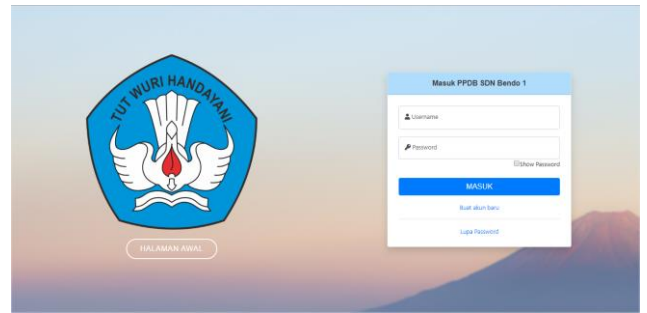 TUT WURI HANDAYANI
HALAMAN AWAL
Masuk PPDB SDN Bendo 1
Username
Password
Show Password
MASUK
Buat akun baru
Lupa Password